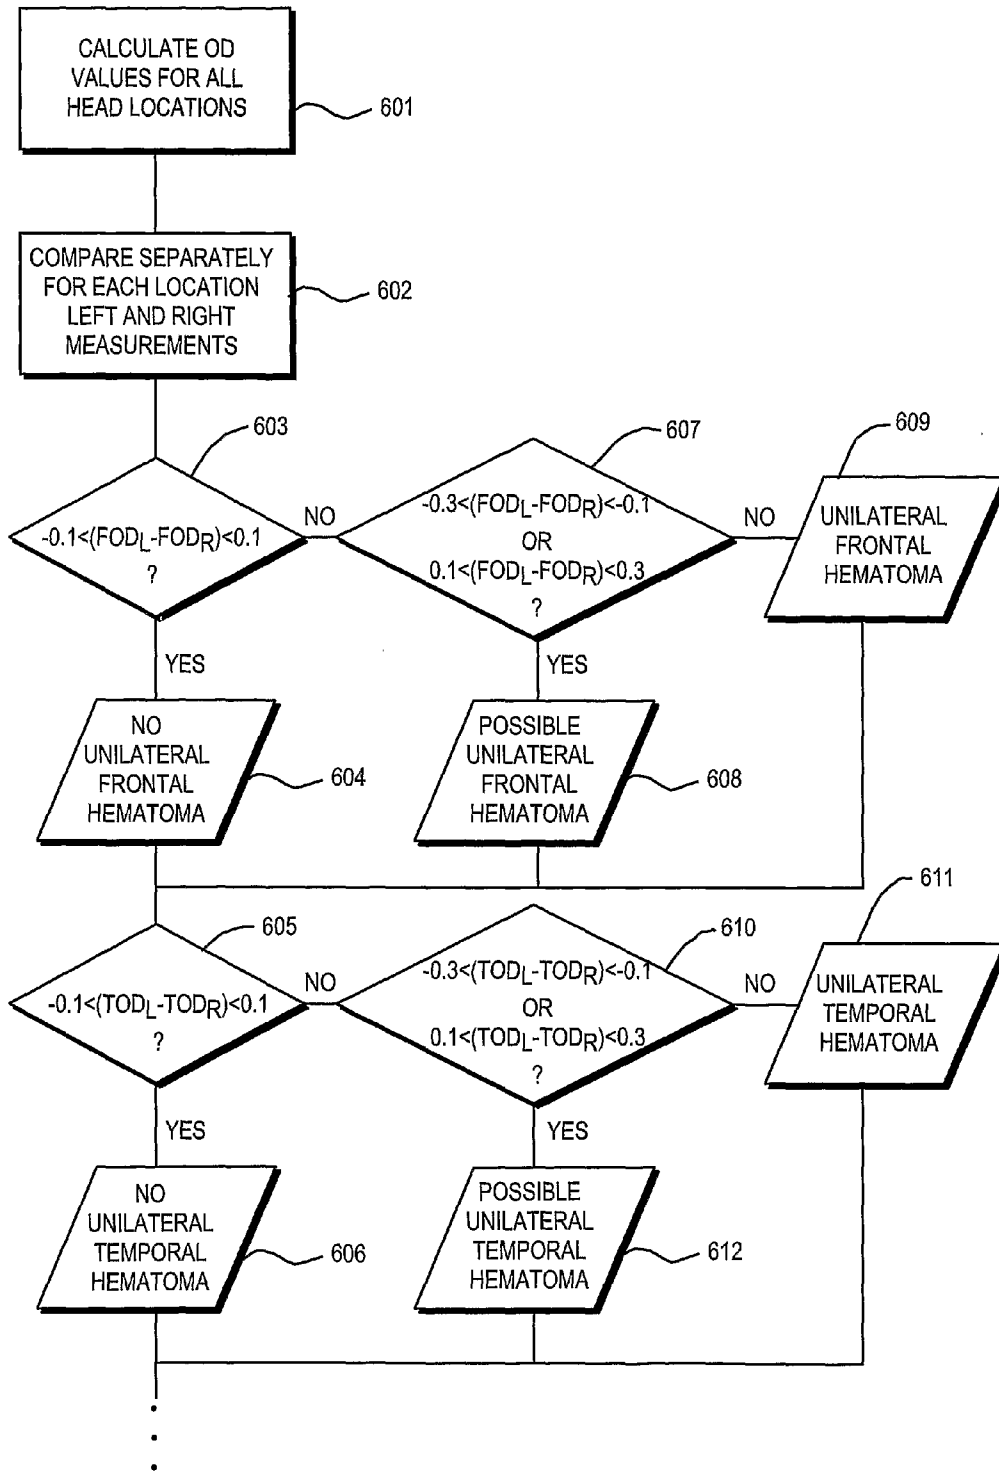 CALCULATE OD
VALUES FOR ALL
HEAD LOCATIONS
601
COMPARE SEPARATELY
FOR EACH LOCATION
LEFT AND RIGHT
MEASUREMENTS
602
603
-0.1<(FODL-FODR)<0.1
?
NO
607
-0.3<(FODL-FODR)<-0.1
OR
0.1<(FODL-FODR)<0.3
?
NO
609
UNILATERAL
FRONTAL
HEMATOMA
YES
NO
UNILATERAL
FRONTAL
HEMATOMA
604
YES
POSSIBLE
UNILATERAL
FRONTAL
HEMATOMA
608
605
-0.1<(TODL-TODR)<0.1
?
NO
610
-0.3<(TODL-TODR)<-0.1
OR
0.1<(TODL-TODR)<0.3
?
NO
611
UNILATERAL
TEMPORAL
HEMATOMA
YES
NO
UNILATERAL
TEMPORAL
HEMATOMA
606
YES
POSSIBLE
UNILATERAL
TEMPORAL
HEMATOMA
612